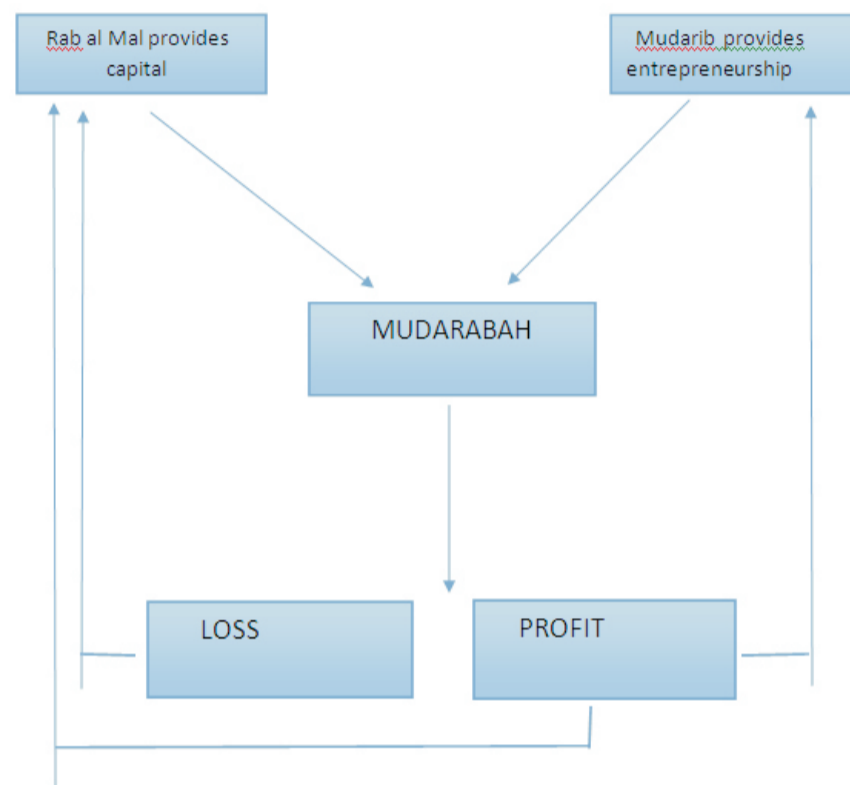 Rab al Mal provides
capital
Mudarib provides
entrepreneurship
MUDARABAH
LOSS
PROFIT